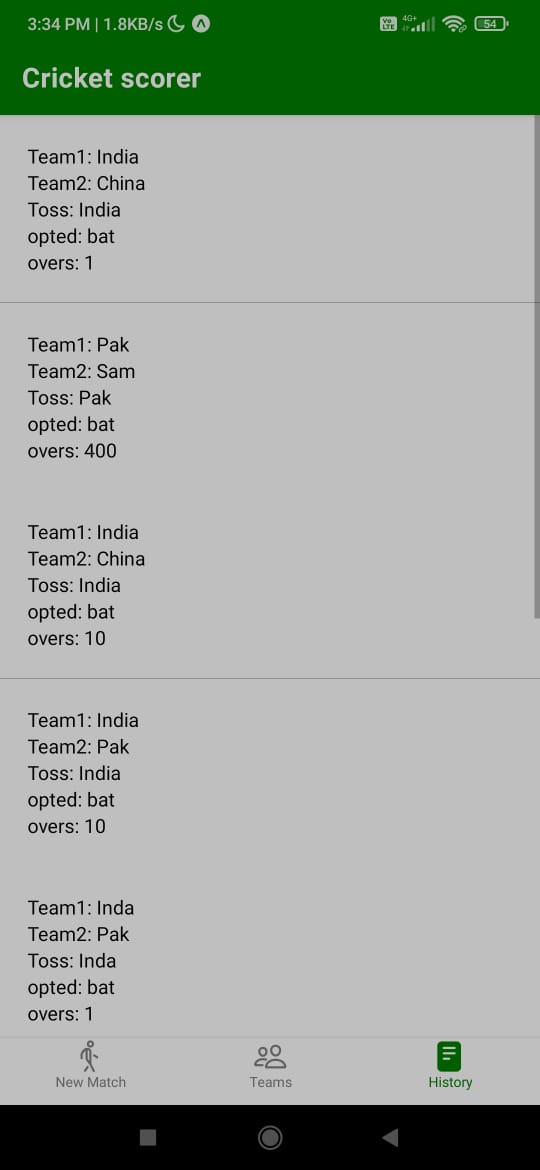 3:34 PM | 1.8KB/s
Vo LTE 4G+ 54
Cricket scorer
Team1: India
Team2: China
Toss: India
opted: bat
overs: 1
Team1: Pak
Team2: Sam
Toss: Pak
opted: bat
overs: 400
Team1: India
Team2: China
Toss: India
opted: bat
overs: 10
Team1: India
Team2: Pak
Toss: India
opted: bat
overs: 10
Team1: Inda
Team2: Pak
Toss: Inda
opted: bat
overs: 1
New Match
Teams
History